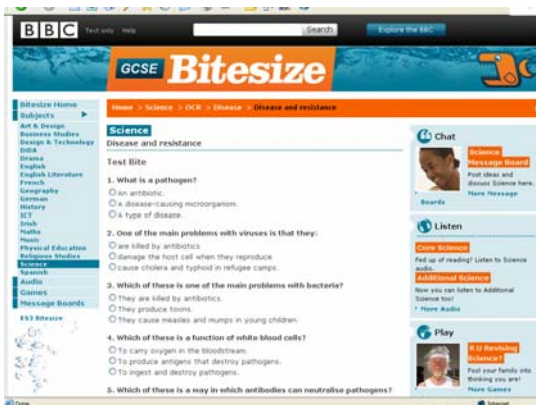 BBC
Text only Help
Search
Explore the BBC
GCSE Bitesize
Home > Science > OCR > Disease > Disease and resistance
Bitesize Home
Subjects
Art & Design
Business Studies
Design & Technology
DiDA
Drama
English
English Literature
French
Geography
German
History
ICT
Irish
Maths
Music
Physical Education
Religious Studies
Science
Spanish
Audio
Games
Message Boards
KS3 Bitesize
Science
Disease and resistance
Test Bite
1. What is a pathogen?
An antibiotic.
A disease-causing microorganism.
A type of disease.
2. One of the main problems with viruses is that they:
are killed by antibiotics
damage the host cell when they reproduce
cause cholera and typhoid in refugee camps.
3. Which of these is one of the main problems with bacteria?
They are killed by antibiotics.
They produce toxins.
They cause measles and mumps in young children.
4. Which of these is a function of white blood cells?
To carry oxygen in the bloodstream.
To produce antigens that destroy pathogens.
To ingest and destroy pathogens.
5. Which of these is a way in which antibodies can neutralise pathogens?
Chat
Science
Message Board
Post ideas and
discuss Science here.
More Message
Boards
Listen
Core Science
Fed up of reading? Listen to Science
audio.
Additional Science
Now you can listen to Additional
Science too!
More Audio
Play
R U Revising
Science?
Fool your family into
thinking you are!
More Games
Done
Internet